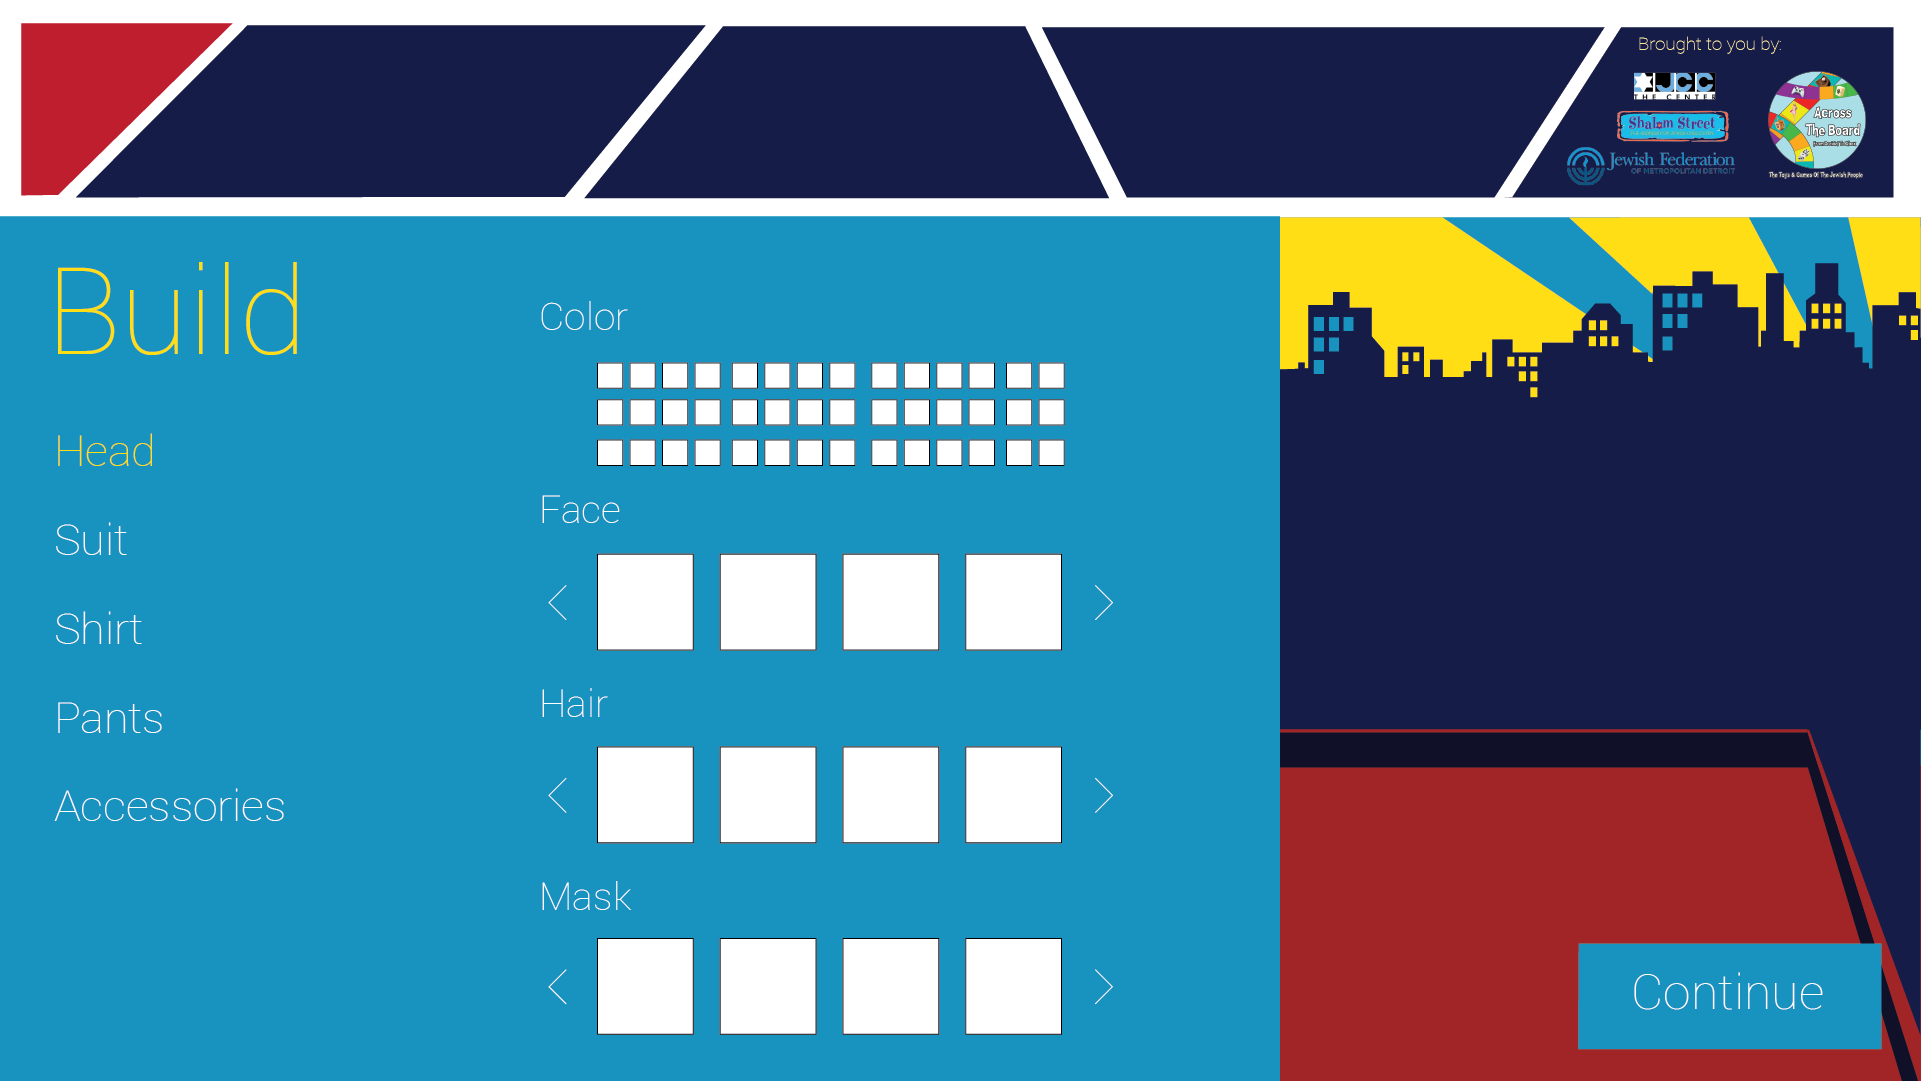 Brought to you by:
JCC
THE CENTER
Shalom Street
Jewish Federation
OF METROPOLITAN DETROIT
Across
The Board
The Toys & Games Of The Jewish People
Build
Head
Suit
Shirt
Pants
Accessories
Color
Face
Hair
Mask
Continue